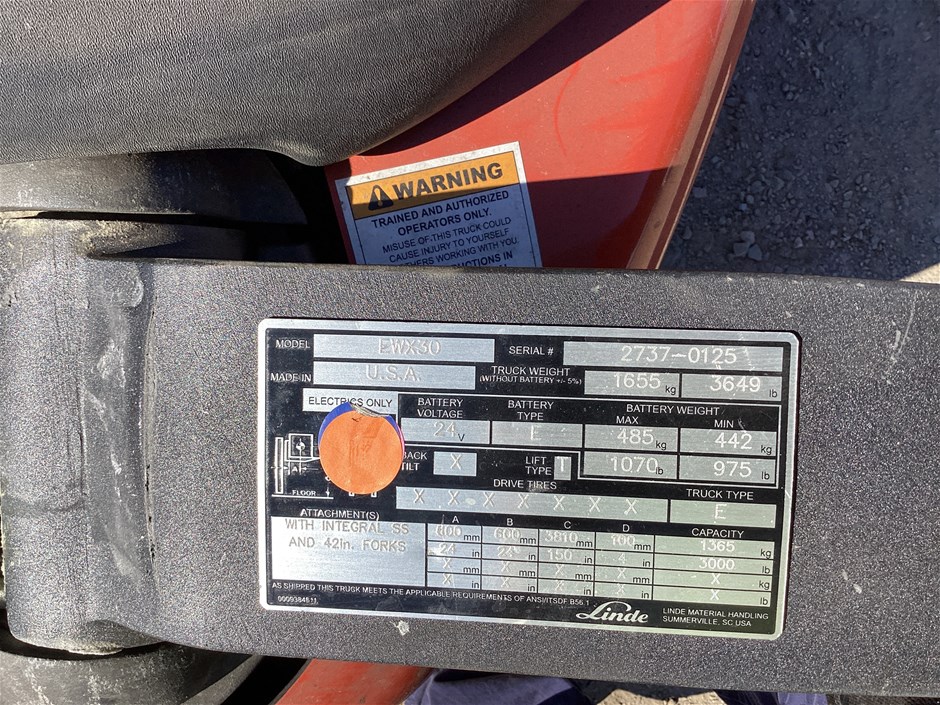 WARNING
TRAINED AND AUTHORIZED
OPERATORS ONLY.
MISUSE OF THIS TRUCK COULD
CAUSE INJURY TO YOURSELF
OTHERS WORKING WITH YOU.
INSTRUCTIONS IN
MODEL EWX30 SERIAL # 2737-0125
MADE IN U.S.A. TRUCK WEIGHT (WITHOUT BATTERY +/- 5%) 1655 kg 3649 lb
ELECTRICS ONLY BATTERY VOLTAGE 24 V BATTERY TYPE E BATTERY WEIGHT
MAX MIN
485 kg 442 kg
BACK TILT X LIFT TYPE T 1070 lb 975 lb
A
FLOOR
DRIVE TIRES TRUCK TYPE
X X X X X X X E
ATTACHMENT(S) A B C D CAPACITY
WITH INTEGRAL SS 600 mm 600 mm 3810 mm 100 mm 1365 kg
AND 42in. FORKS 24 in 24 in 150 in 4 in 3000 lb
X mm X mm X mm X mm X kg
X in X in X in X in X lb
AS SHIPPED THIS TRUCK MEETS THE APPLICABLE REQUIREMENTS OF ANSI/ITSDF B56.1
Linde LINDE MATERIAL HANDLING
SUMMERVILLE, SC USA